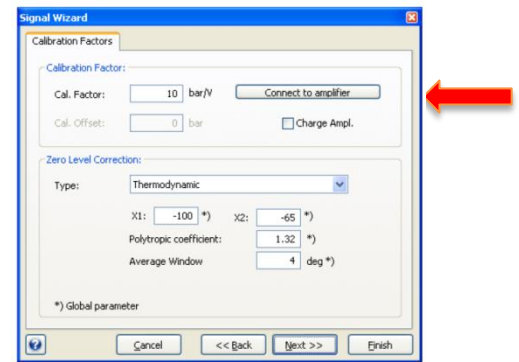 Signal Wizard
Calibration Factors
Calibration Factor:
Cal. Factor: 10 bar/V Connect to amplifier
Cal. Offset: 0 bar Charge Ampl.
Zero Level Correction:
Type: Thermodynamic
X1: -100 *) X2: -65 *)
Polytropic coefficient: 1.32 *)
Average Window 4 deg *)
*) Global parameter
? Cancel << Back Next >> Finish